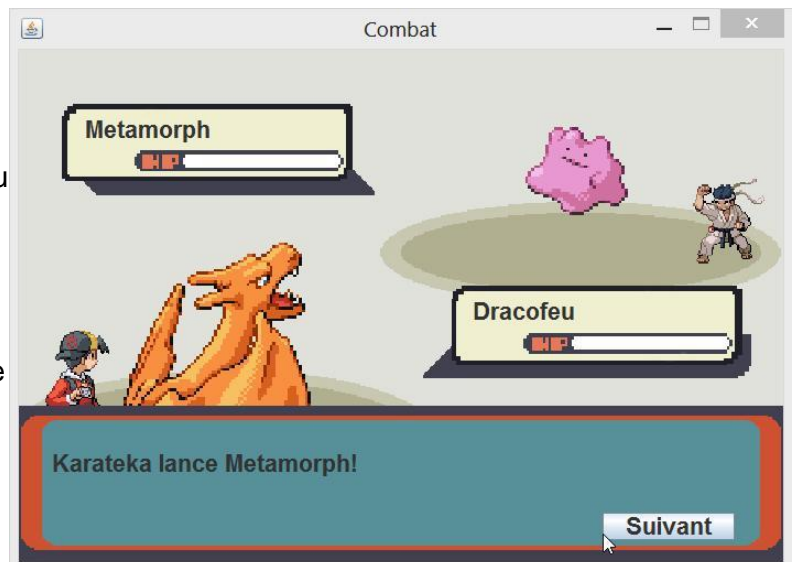 Combat
Metamorph
HP
u
Dracofeu
HP
e
Karateka lance Metamorph!
Suivant